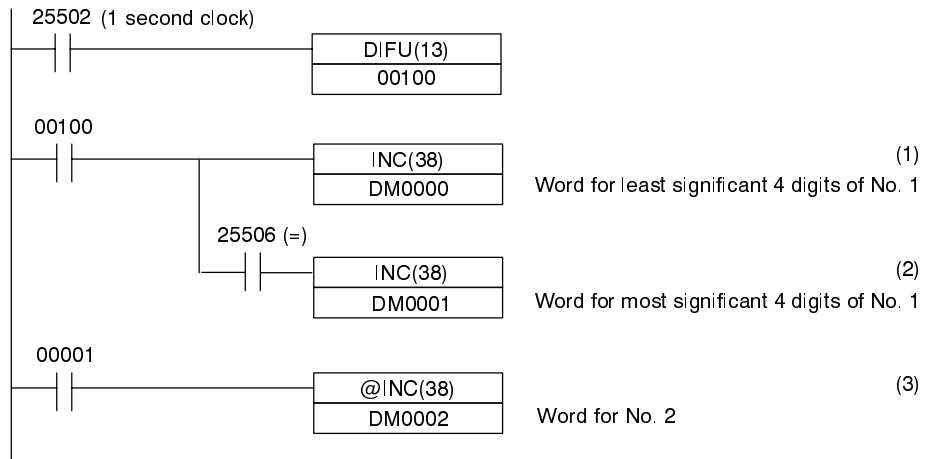 25502 (1 second clock)
DIFU(13)
00100
00100
INC(38)
(1)
DM0000
Word for least significant 4 digits of No. 1
25506 (=)
INC(38)
(2)
DM0001
Word for most significant 4 digits of No. 1
00001
@INC(38)
(3)
DM0002
Word for No. 2